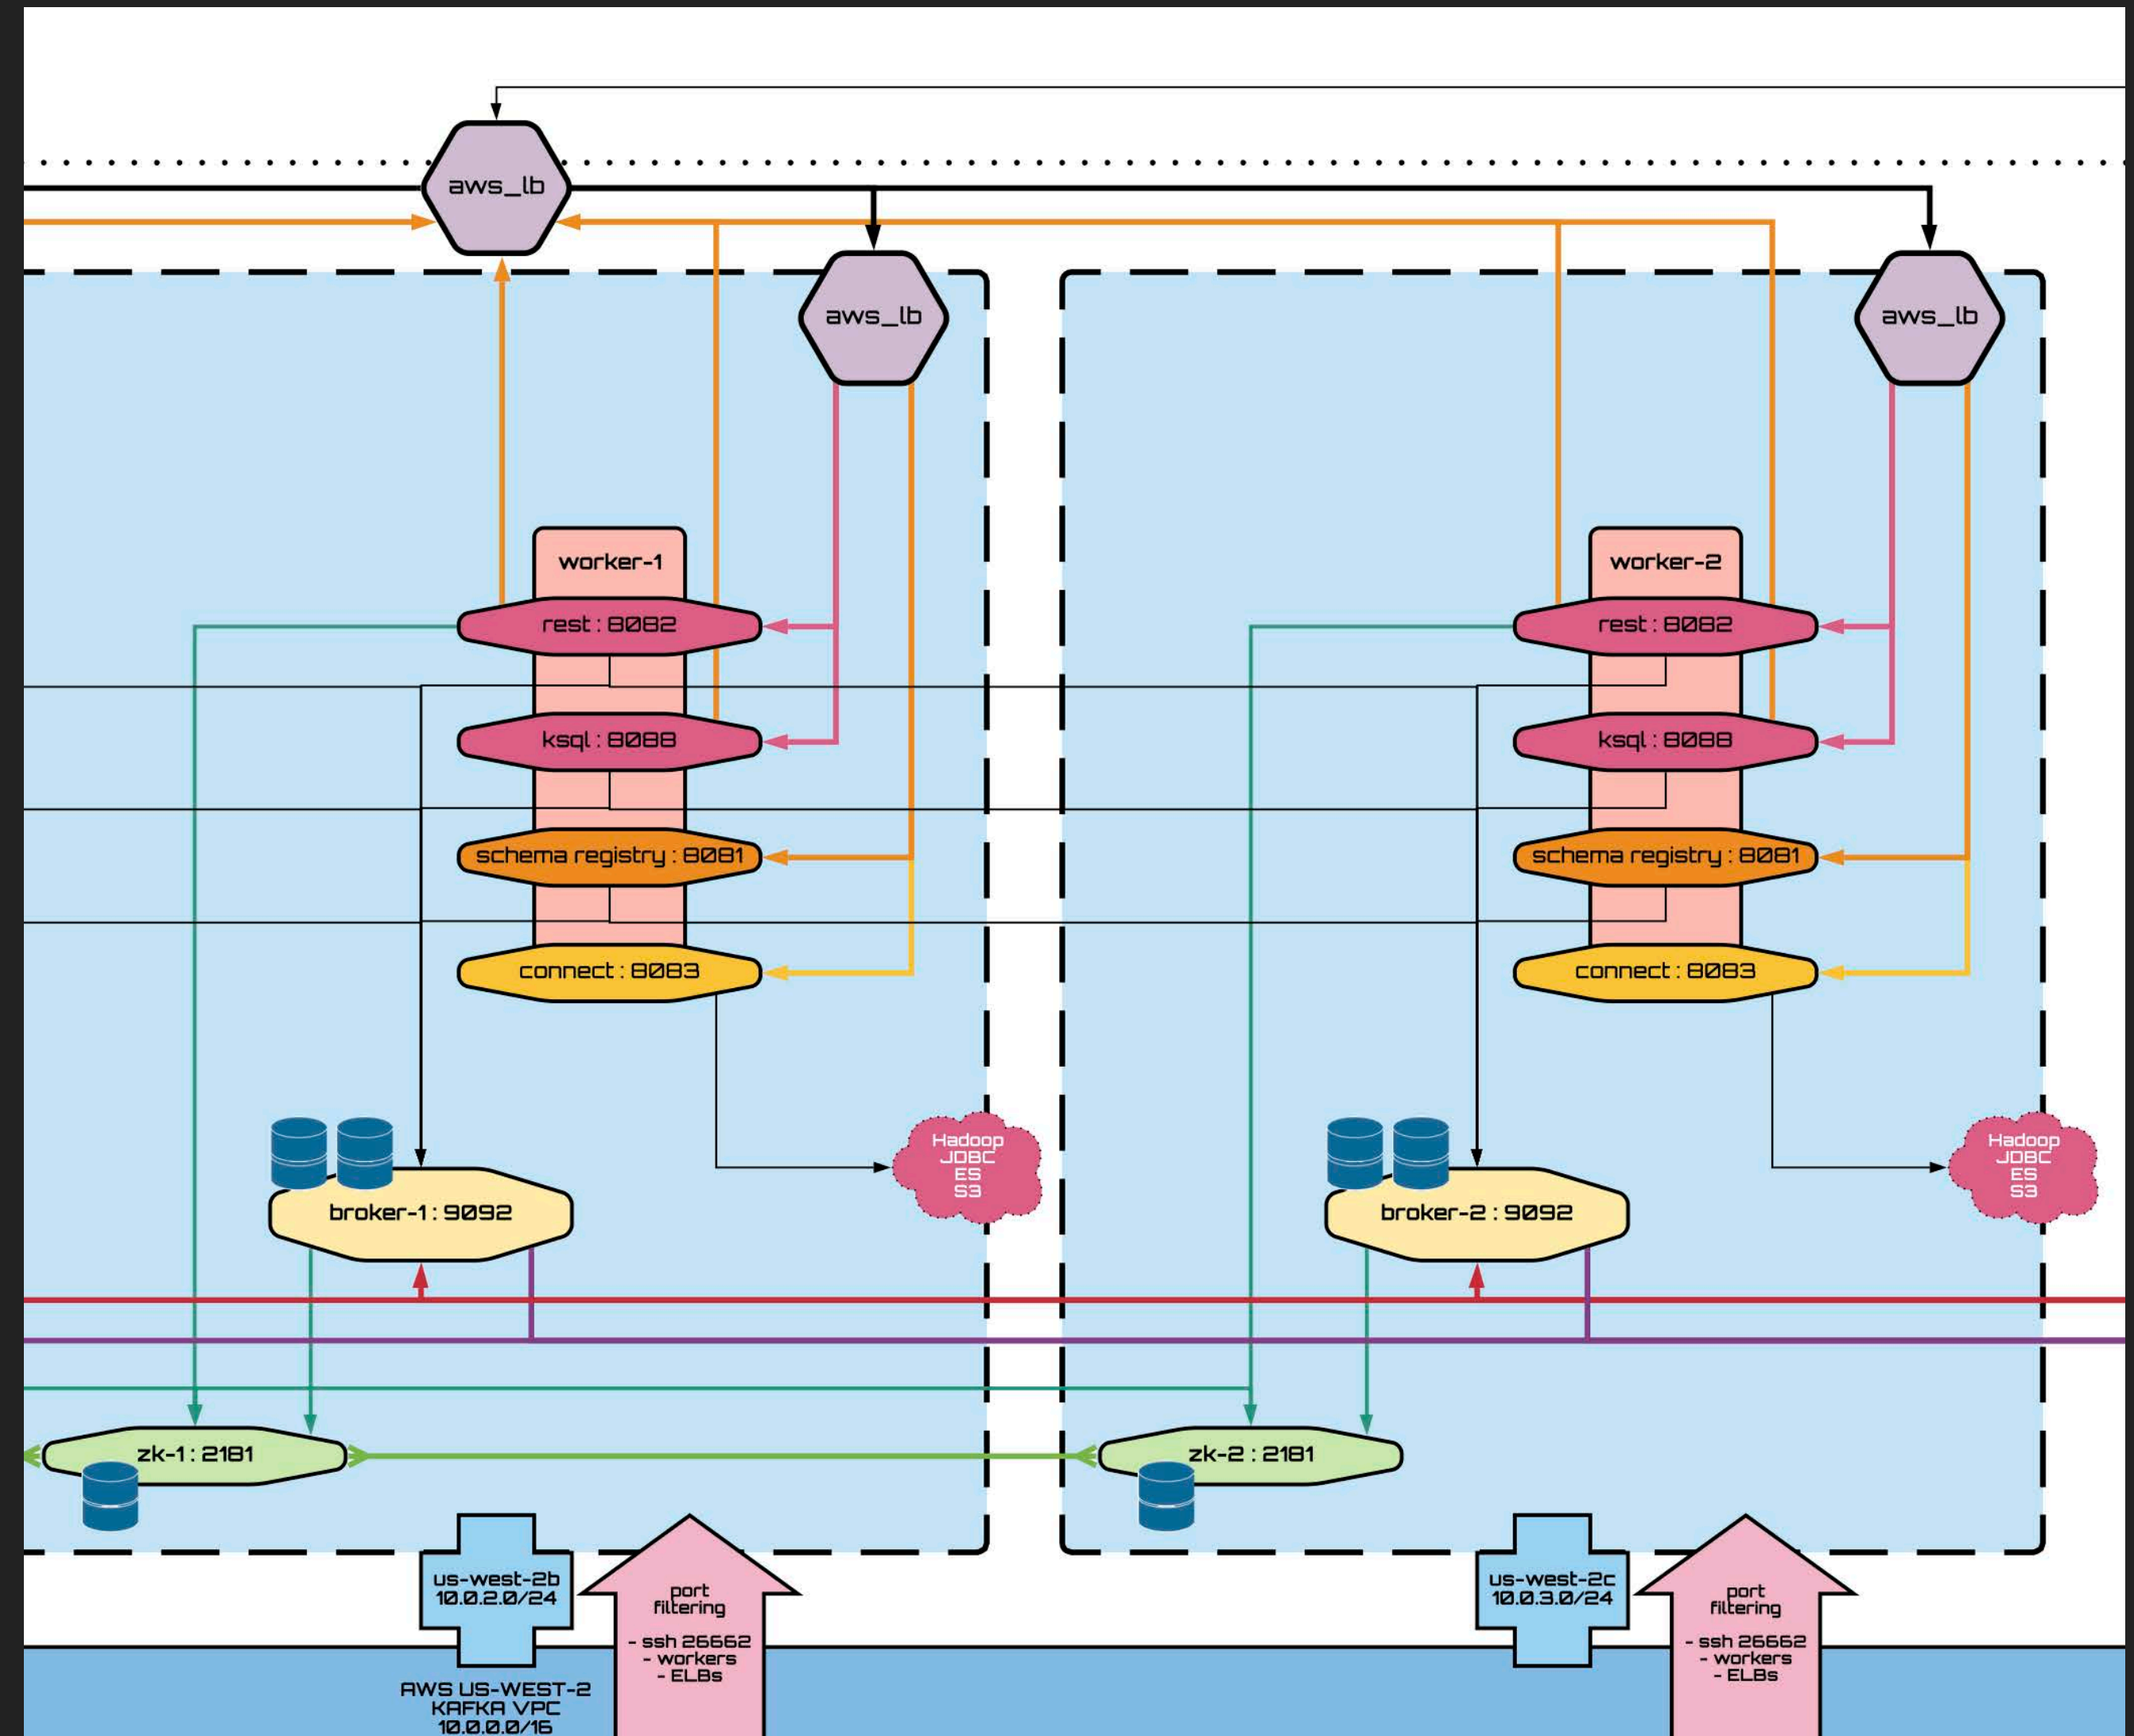 aws_lb
aws_lb
aws_lb
worker-1
rest : 8082
ksql : 8088
schema registry : 8081
connect : 8083
worker-2
rest : 8082
ksql : 8088
schema registry : 8081
connect : 8083
Hadoop
JDBC
ES
S3
Hadoop
JDBC
ES
S3
broker-1 : 9092
broker-2 : 9092
zk-1 : 2181
zk-2 : 2181
us-west-2b
10.0.2.0/24
port
filtering
- ssh 26662
- workers
- ELBs
us-west-2c
10.0.3.0/24
port
filtering
- ssh 26662
- workers
- ELBs
AWS US-WEST-2
KAFKA VPC
10.0.0.0/16